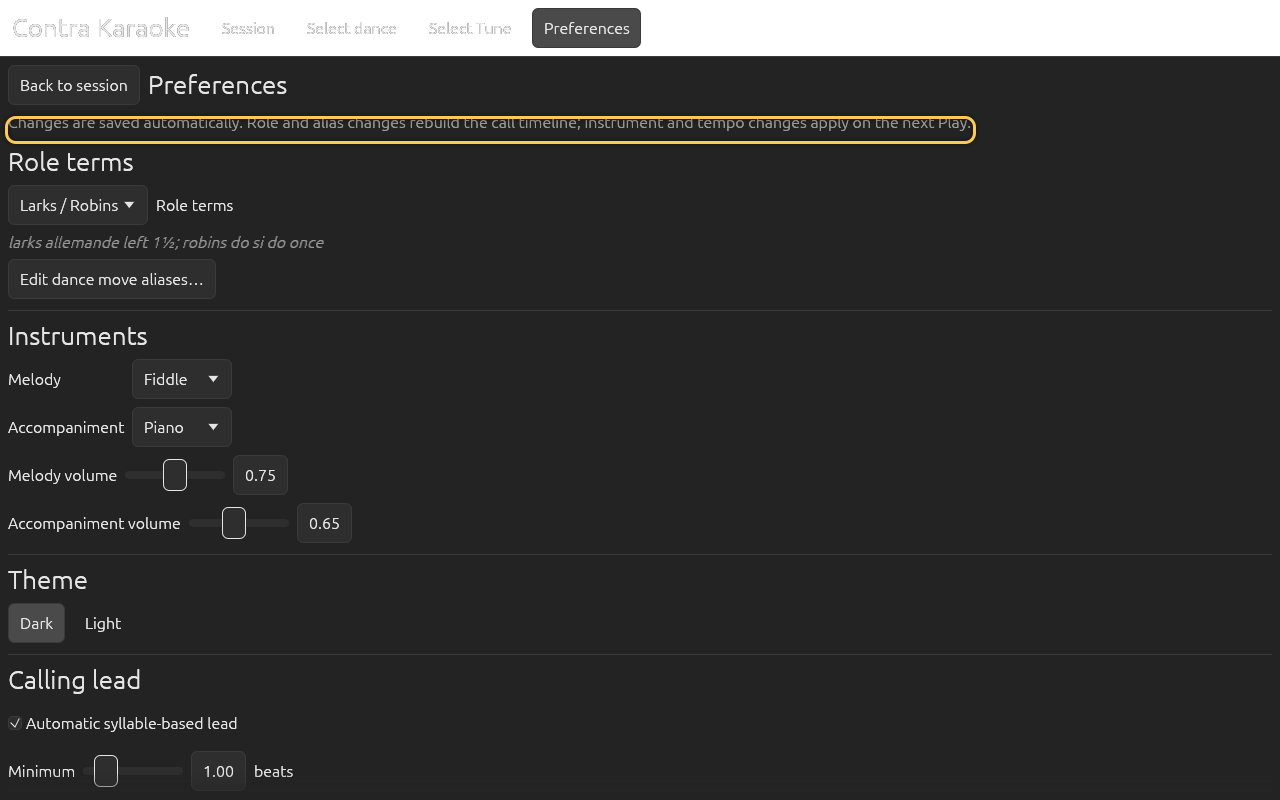 Contra Karaoke Session Select dance Select Tune Preferences
Back to session Preferences
Changes are saved automatically. Role and alias changes rebuild the call timeline; instrument and tempo changes apply on the next Play.
Role terms
Larks / Robins Role terms
larks allemande left 1½; robins do si do once
Edit dance move aliases…
Instruments
Melody Fiddle
Accompaniment Piano
Melody volume 0.75
Accompaniment volume 0.65
Theme
Dark Light
Calling lead
Automatic syllable-based lead
Minimum 1.00 beats